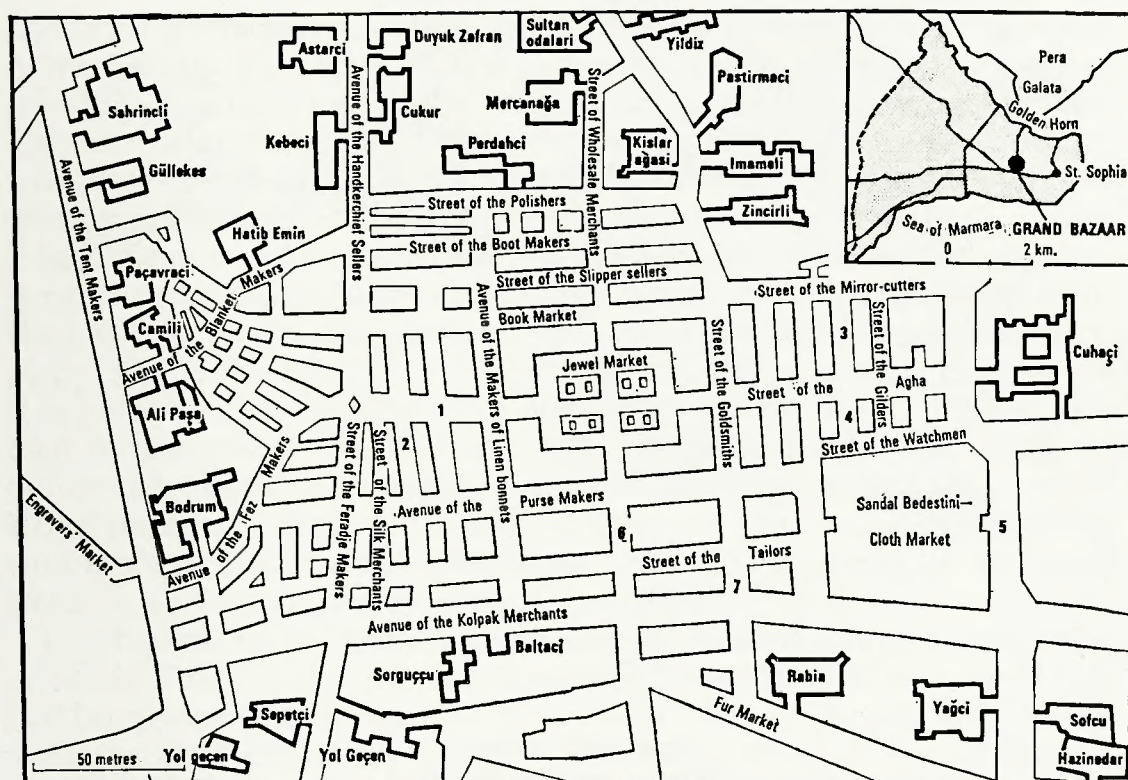 Astarci
Duyuk Zafran
Sultan
odalari
Yildiz
Sahrincli
Güllekes
Kebeci
Cukur
Mercanağa
Perdahci
Kislar
ağasi
Pastirmaci
Imameli
Zincirli
Avenue of the Handkerchief Sellers
Street of Wholesale Merchants
Pera
Galata
Golden Horn
St. Sophia
Sea of Marmara
GRAND BAZAAR
0 2 km.
Avenue of the Tent Makers
Hatib Emin
Paçavraci
Camili
Avenue of the Blanket Makers
Ali Paşa
Bodrum
Engravers' Market
Avenue of the Fez Makers
Street of the Polishers
Street of the Boot Makers
Street of the Slipper sellers
Book Market
Jewel Market
Avenue of the Makers of Linen bonnets
Street of the Goldsmiths
Street of the Mirror-cutters
3
Street of the Gilders
Cuhaçi
Street of the Agha
1
2
4
Street of the Watchmen
Street of the Feradje Makers
Street of the Silk Merchants
Avenue of the Purse Makers
6
Sandal Bedestini
Cloth Market
5
Street of the Tailors
7
Avenue of the Kolpak Merchants
Baltaci
Sorguççu
Sepetci
Yol geçen
Yol Geçen
Rabia
Fur Market
Yağci
Sofcu
Hazinedar
50 metres